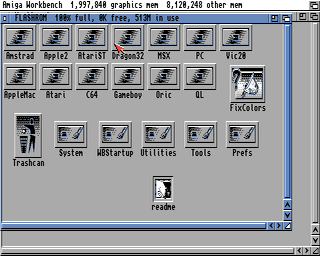 Amiga Workbench 1,997,840 graphics mem 8,120,248 other mem
FLASHROM 100% full, 0K free, 513M in use
Amstrad Apple2 AtariST Dragon32 MSX PC Vic20
AppleMac Atari C64 Gameboy Oric QL FixColors
Trashcan System WBStartup Utilities Tools Prefs
readme